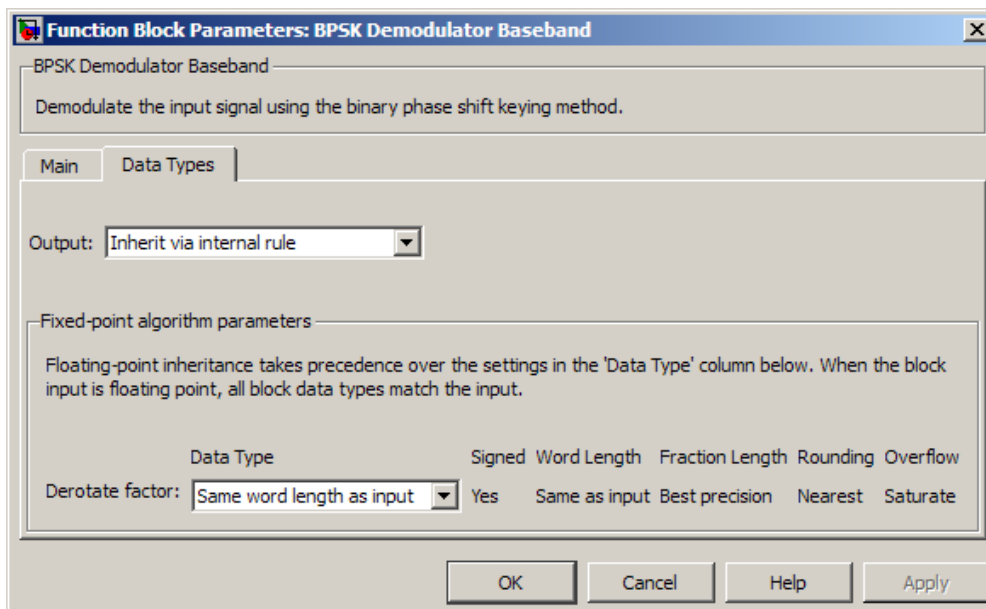 Function Block Parameters: BPSK Demodulator Baseband
BPSK Demodulator Baseband
Demodulate the input signal using the binary phase shift keying method.
Main Data Types
Output: Inherit via internal rule
Fixed-point algorithm parameters
Floating-point inheritance takes precedence over the settings in the 'Data Type' column below. When the block
input is floating point, all block data types match the input.
Data Type Signed Word Length Fraction Length Rounding Overflow
Derotate factor: Same word length as input Yes Same as input Best precision Nearest Saturate
OK Cancel Help Apply